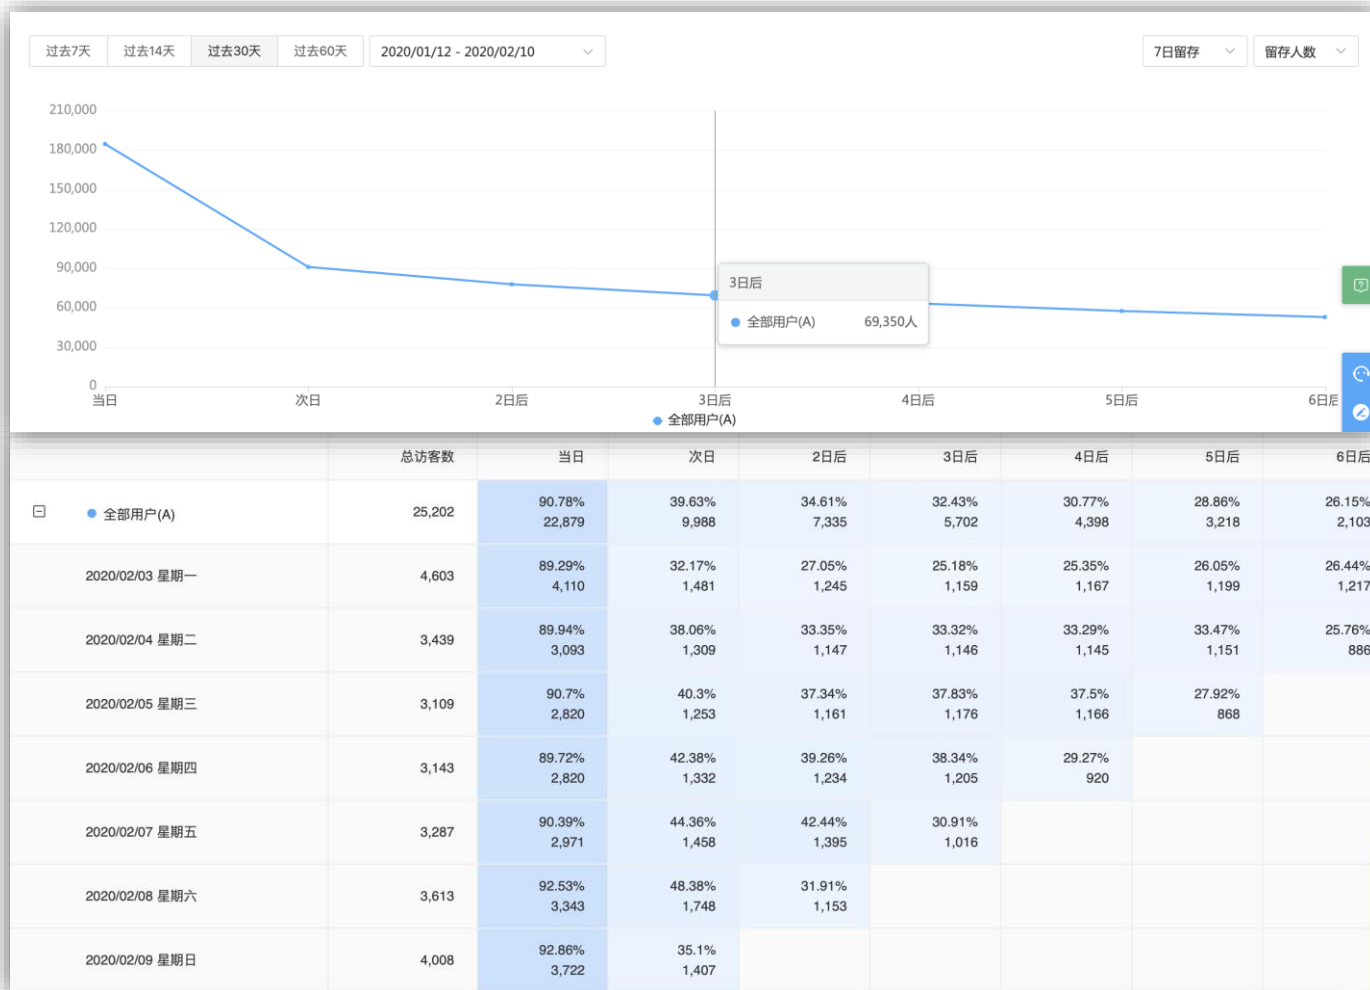 过去7天 过去14天 过去30天 过去60天 2020/01/12 - 2020/02/10 7日留存 留存人数
210,000
180,000
150,000
120,000
90,000
60,000
30,000
0
3日后
全部用户(A) 69,350人
当日 次日 2日后 3日后 4日后 5日后 6日后
全部用户(A)
总访客数 当日 次日 2日后 3日后 4日后 5日后 6日后
90.78% 39.63% 34.61% 32.43% 30.77% 28.86% 26.15%
全部用户(A) 25,202
22,879 9,988 7,335 5,702 4,398 3,218 2,103
89.29% 32.17% 27.05% 25.18% 25.35% 26.05% 26.44%
2020/02/03 星期一 4,603
4,110 1,481 1,245 1,159 1,167 1,199 1,217
89.94% 38.06% 33.35% 33.32% 33.29% 33.47% 25.76%
2020/02/04 星期二 3,439
3,093 1,309 1,147 1,146 1,145 1,151 886
90.7% 40.3% 37.34% 37.83% 37.5% 27.92%
2020/02/05 星期三 3,109
2,820 1,253 1,161 1,176 1,166 868
89.72% 42.38% 39.26% 38.34% 29.27%
2020/02/06 星期四 3,143
2,820 1,332 1,234 1,205 920
90.39% 44.36% 42.44% 30.91%
2020/02/07 星期五 3,287
2,971 1,458 1,395 1,016
92.53% 48.38% 31.91%
2020/02/08 星期六 3,613
3,343 1,748 1,153
92.86% 35.1%
2020/02/09 星期日 4,008
3,722 1,407